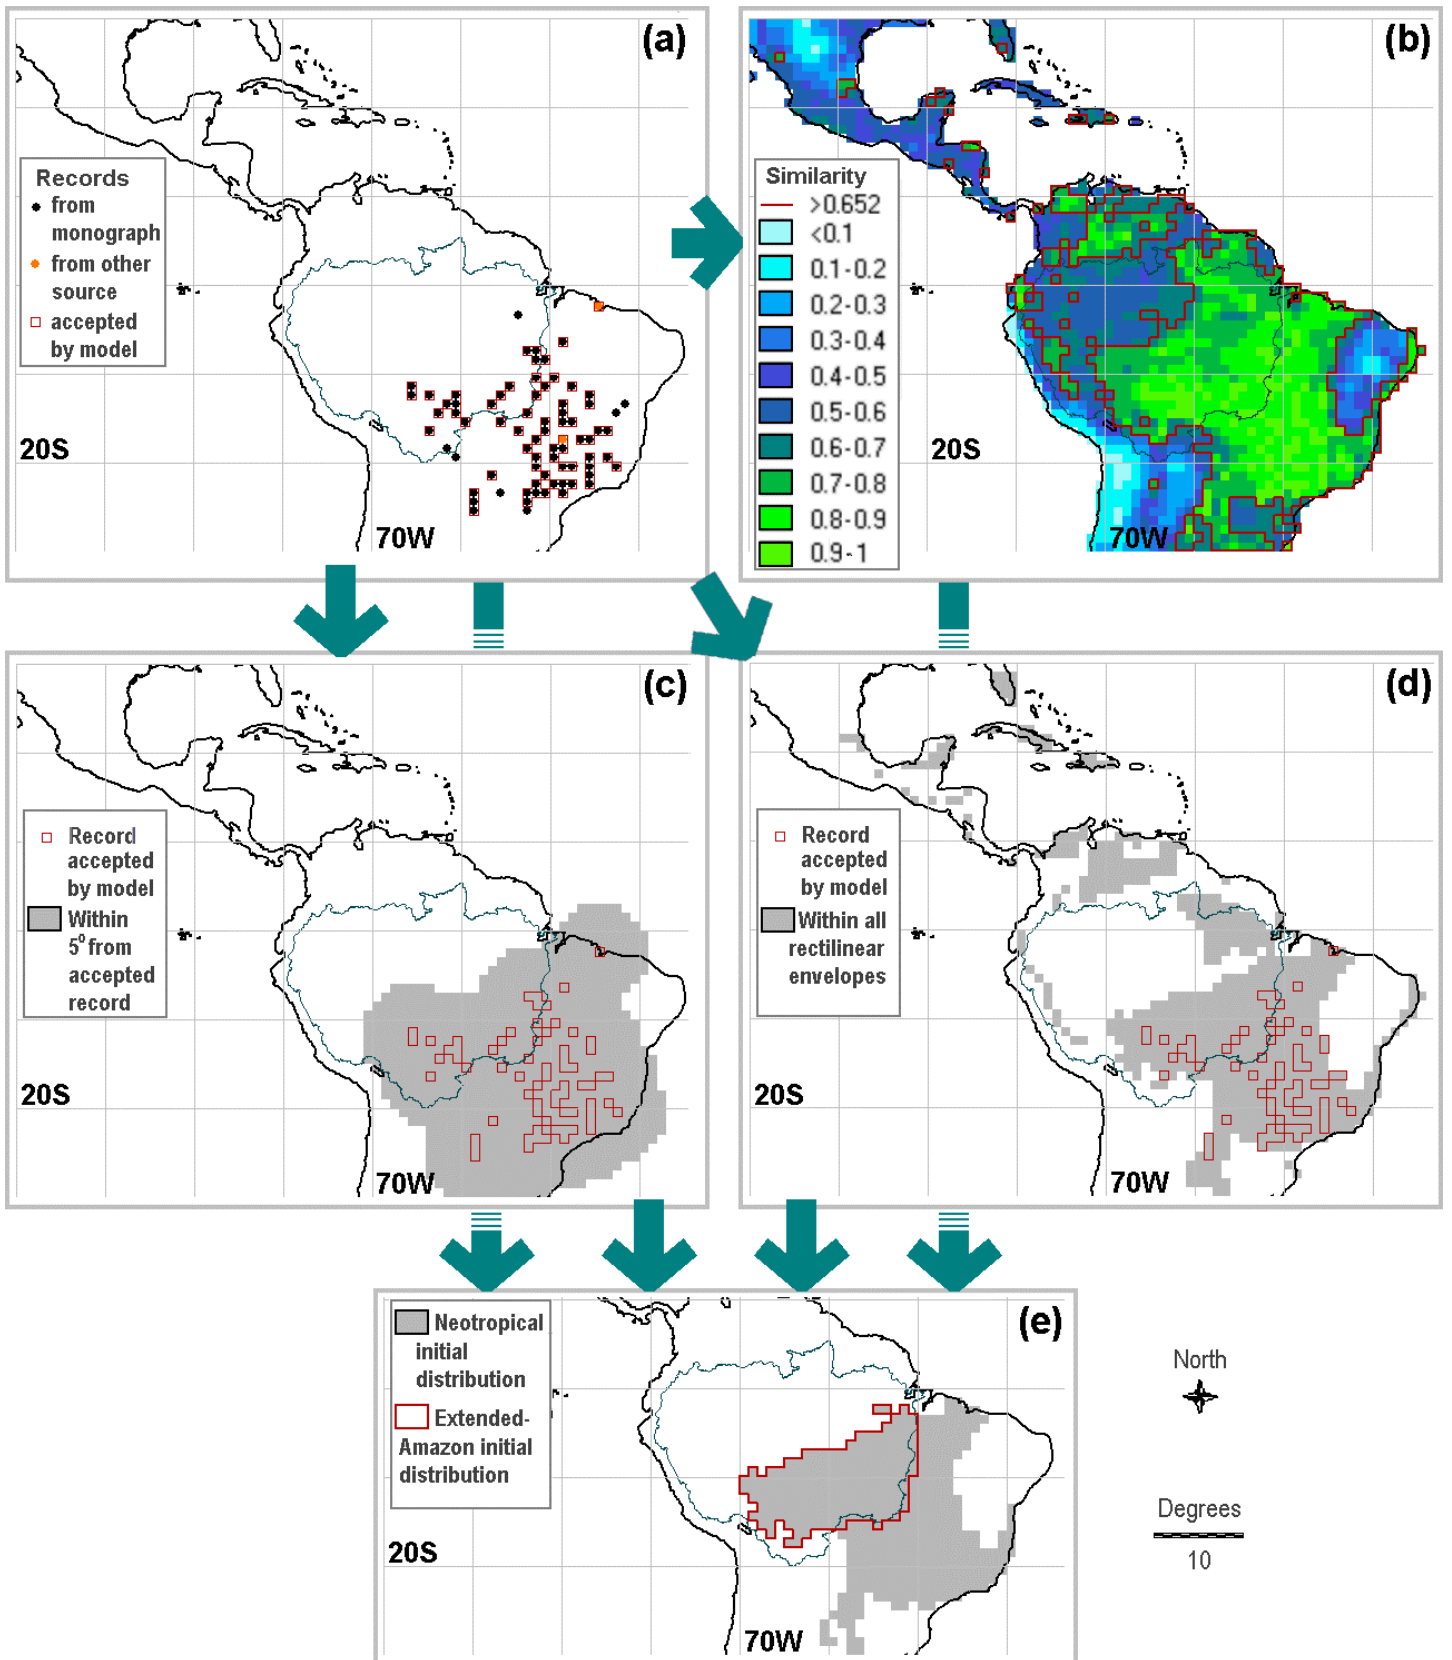 (a)
Records
from
monograph
from other
source
accepted
by model
20S
70W
(b)
Similarity
>0.652
<0.1
0.1-0.2
0.2-0.3
0.3-0.4
0.4-0.5
0.5-0.6
0.6-0.7
0.7-0.8
0.8-0.9
0.9-1
20S
70W
(c)
Record
accepted
by model
Within
5° from
accepted
record
20S
70W
(d)
Record
accepted
by model
Within all
rectilinear
envelopes
20S
70W
(e)
Neotropical
initial
distribution
Extended-
Amazon initial
distribution
20S
70W
North
Degrees
10